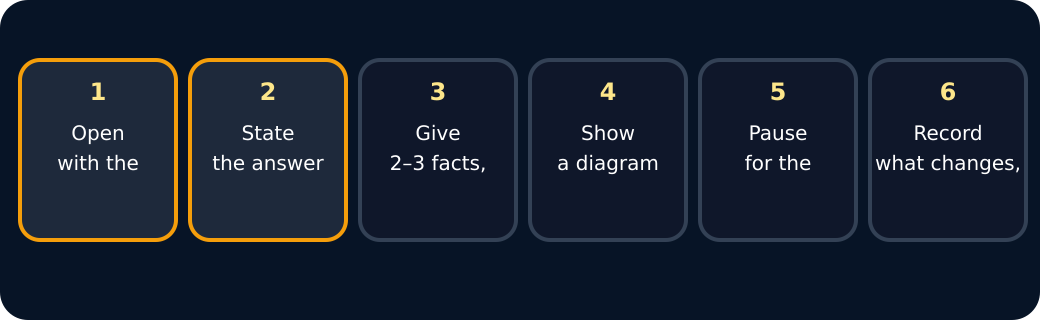 1
Open
with the
2
State
the answer
3
Give
2–3 facts,
4
Show
a diagram
5
Pause
for the
6
Record
what changes,